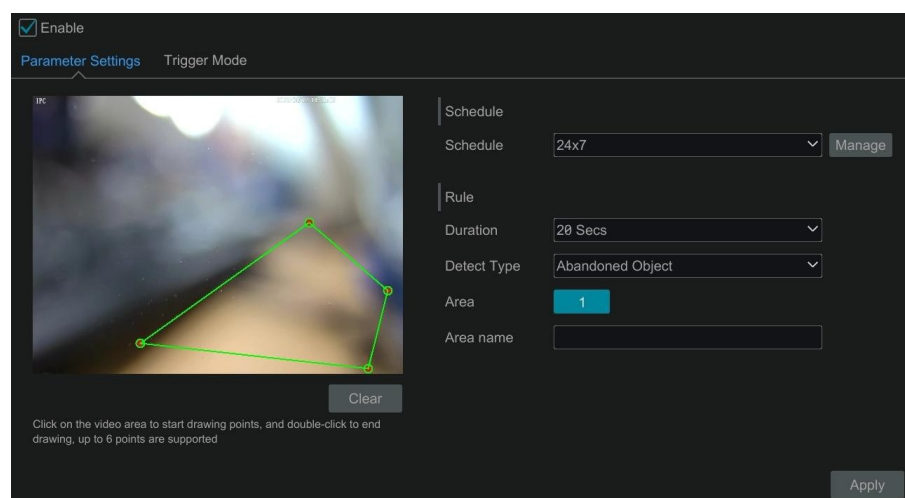 Enable
Parameter Settings Trigger Mode
IPC
Schedule
Schedule 24x7 Manage
Rule
Duration 20 Secs
Detect Type Abandoned Object
Area 1
Area name
Clear
Click on the video area to start drawing points, and double-click to end
drawing, up to 6 points are supported
Apply